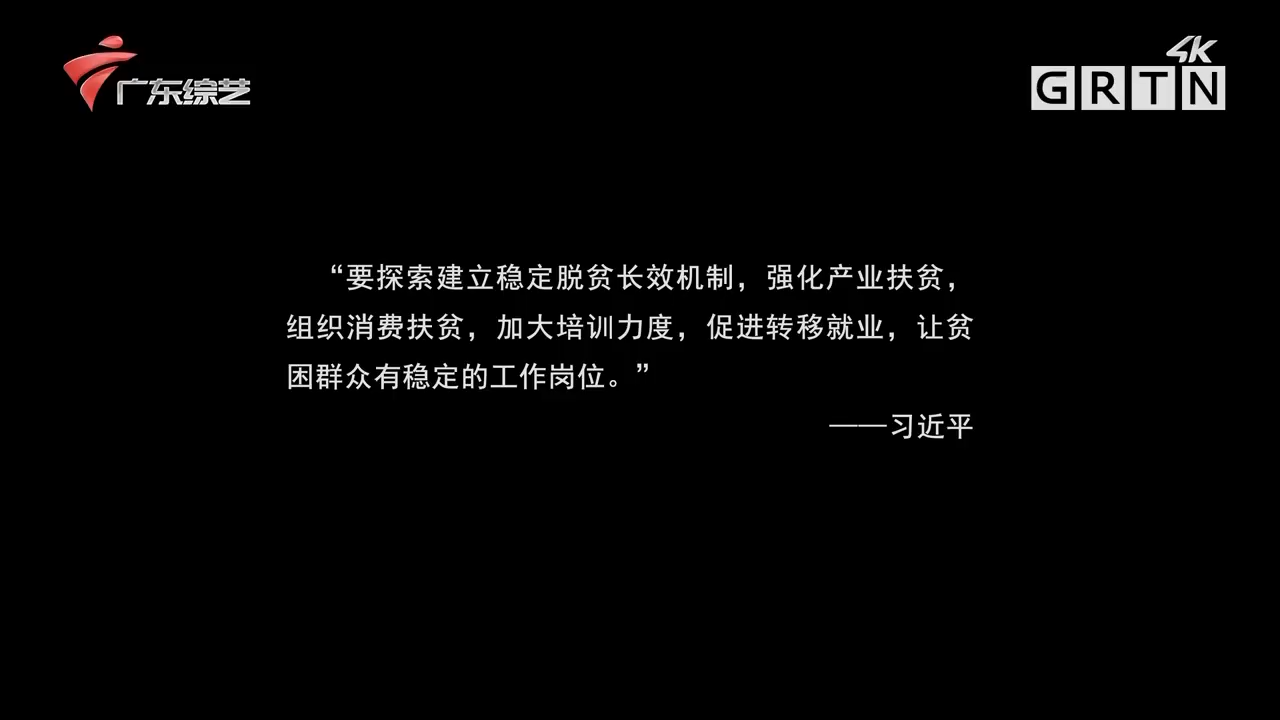 广东综艺
4K
GRTN
“要探索建立稳定脱贫长效机制，强化产业扶贫，
组织消费扶贫，加大培训力度，促进转移就业，让贫
困群众有稳定的工作岗位。”
——习近平